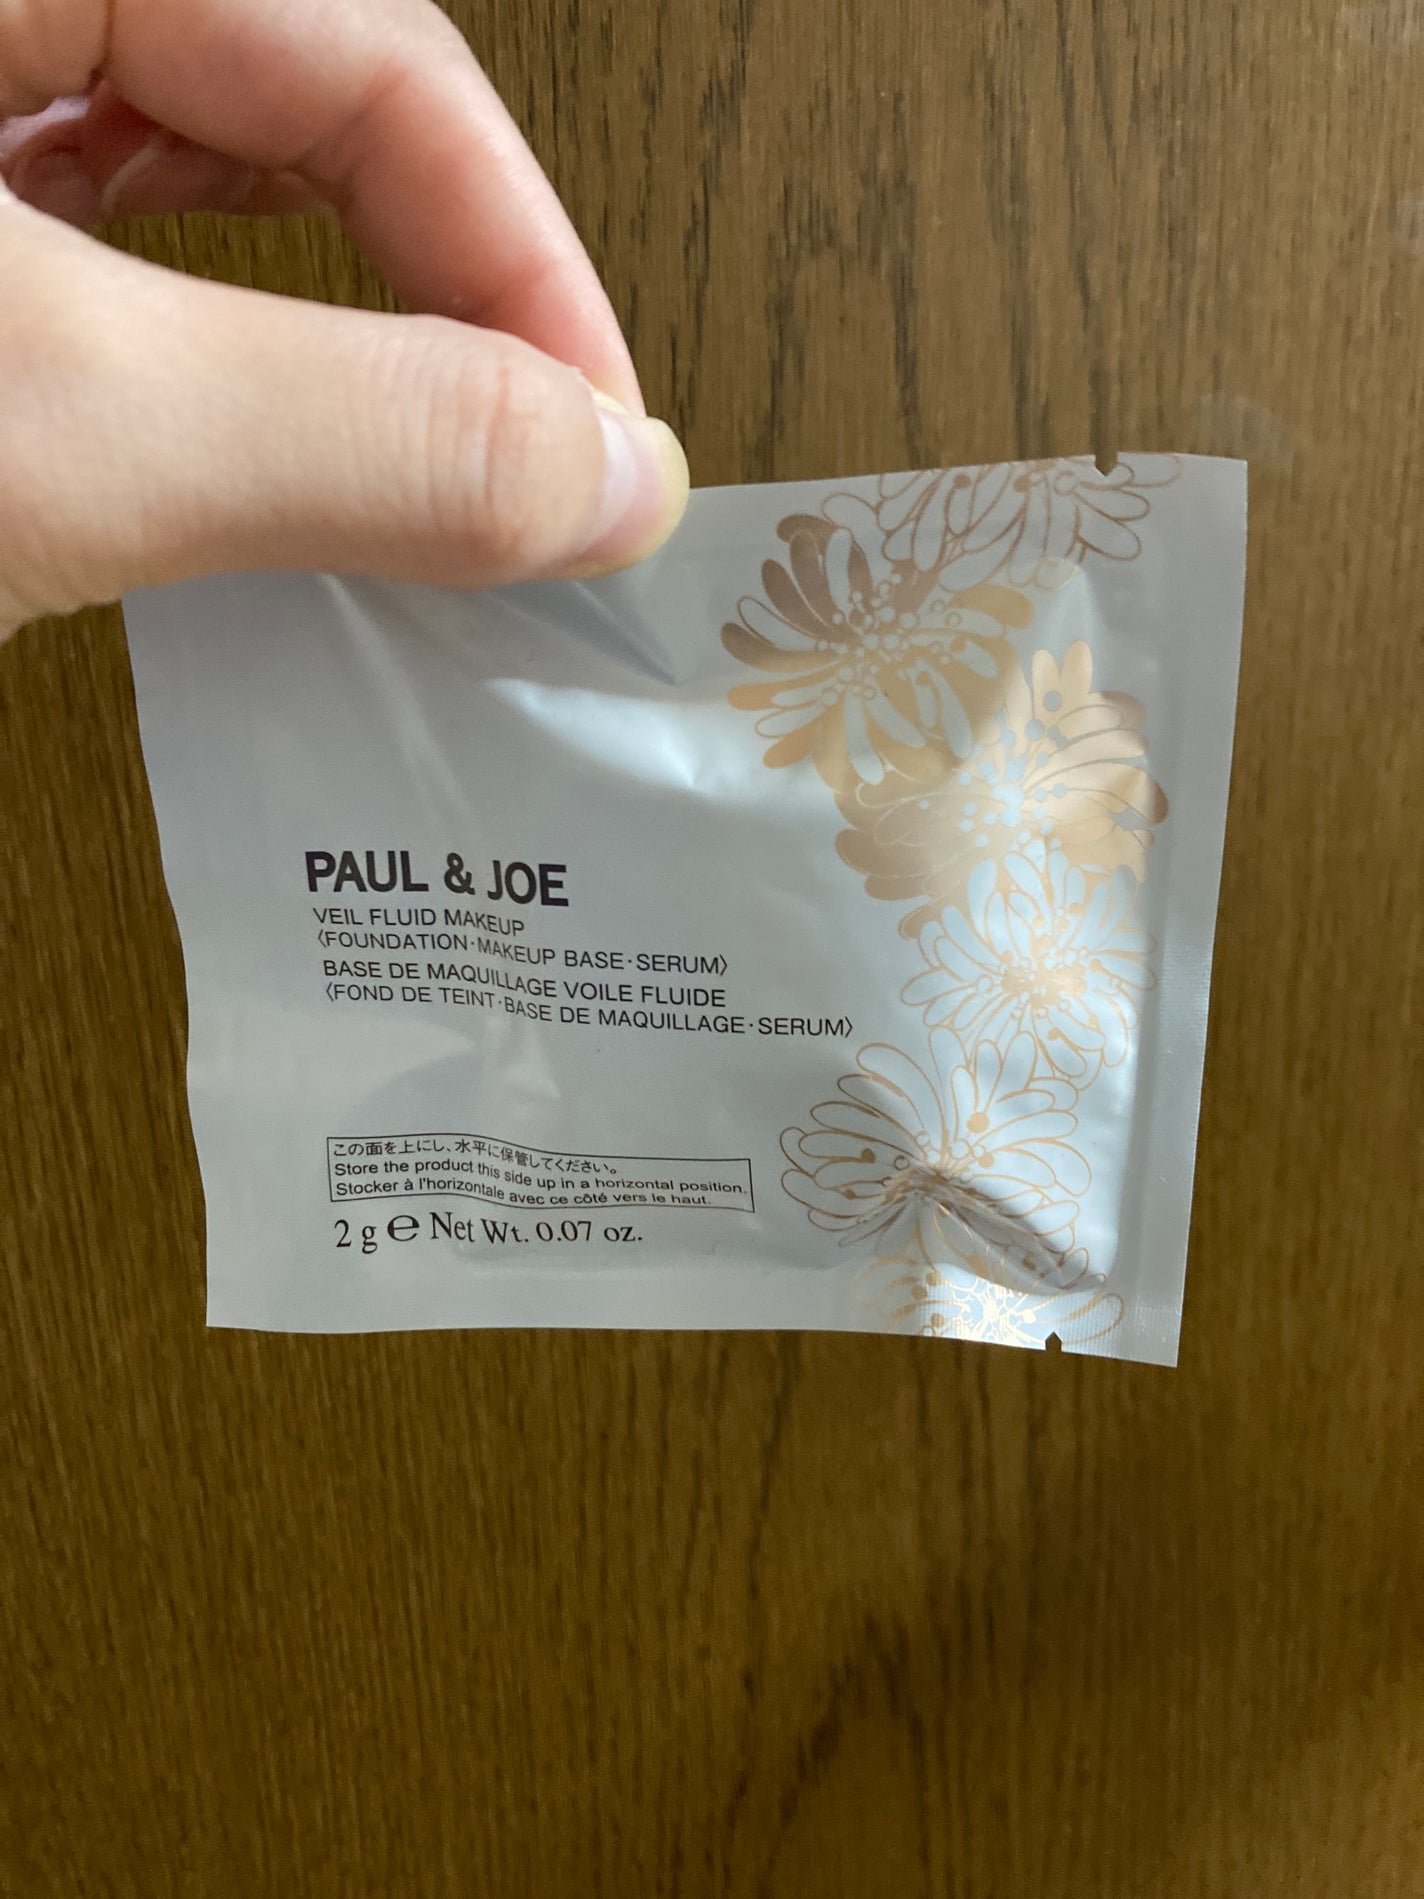 PAUL & JOE
VEIL FLUID MAKEUP
〈FOUNDATION･MAKEUP BASE･SERUM〉
BASE DE MAQUILLAGE VOILE FLUIDE
〈FOND DE TEINT･BASE DE MAQUILLAGE･SERUM〉
この面を上にし、水平に保管してください。
Store the product this side up in a horizontal position.
Stocker à l'horizontale avec ce côté vers le haut.
2 g ℮ Net Wt. 0.07 oz.